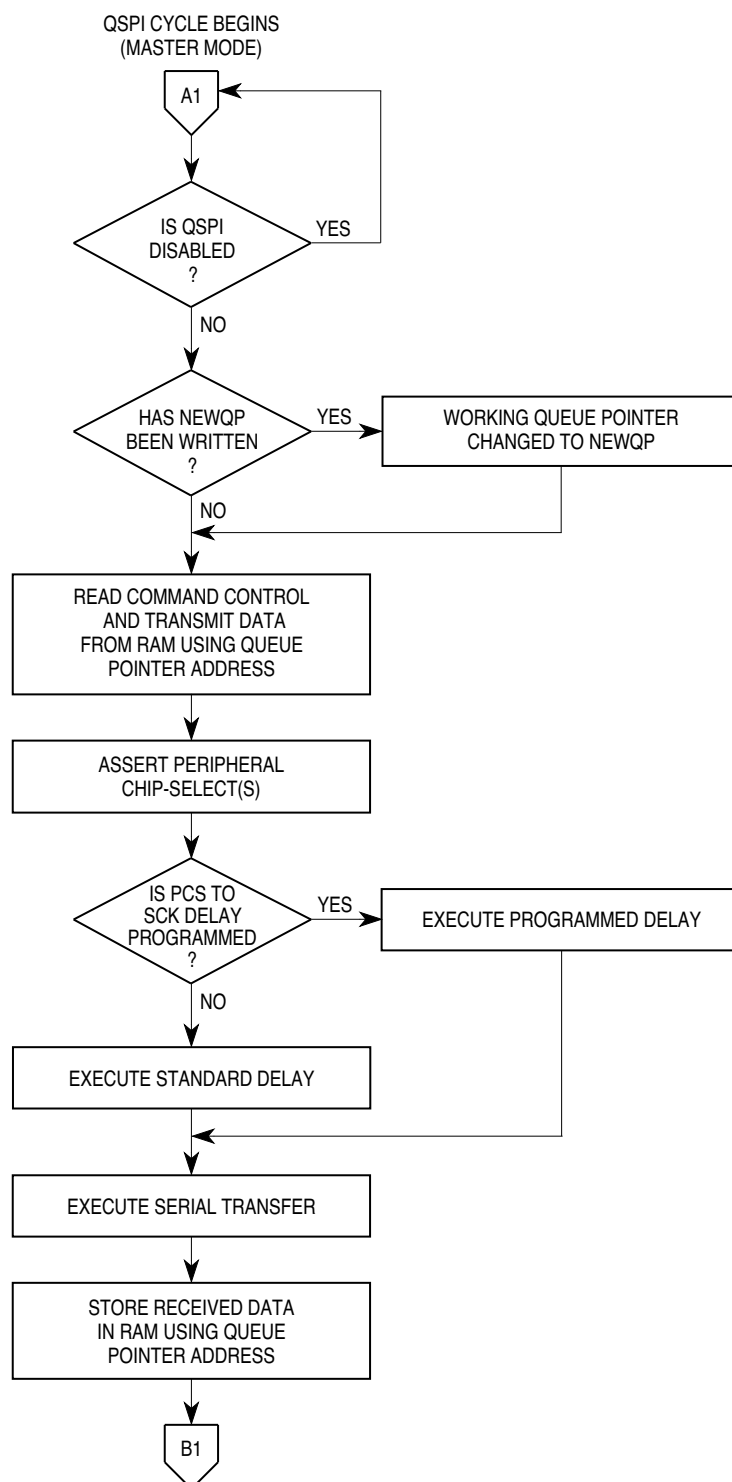 QSPI CYCLE BEGINS
(MASTER MODE)
A1
IS QSPI
DISABLED
?
YES
NO
HAS NEWQP
BEEN WRITTEN
?
YES
WORKING QUEUE POINTER
CHANGED TO NEWQP
NO
READ COMMAND CONTROL
AND TRANSMIT DATA
FROM RAM USING QUEUE
POINTER ADDRESS
ASSERT PERIPHERAL
CHIP-SELECT(S)
IS PCS TO
SCK DELAY
PROGRAMMED
?
YES
EXECUTE PROGRAMMED DELAY
NO
EXECUTE STANDARD DELAY
EXECUTE SERIAL TRANSFER
STORE RECEIVED DATA
IN RAM USING QUEUE
POINTER ADDRESS
B1